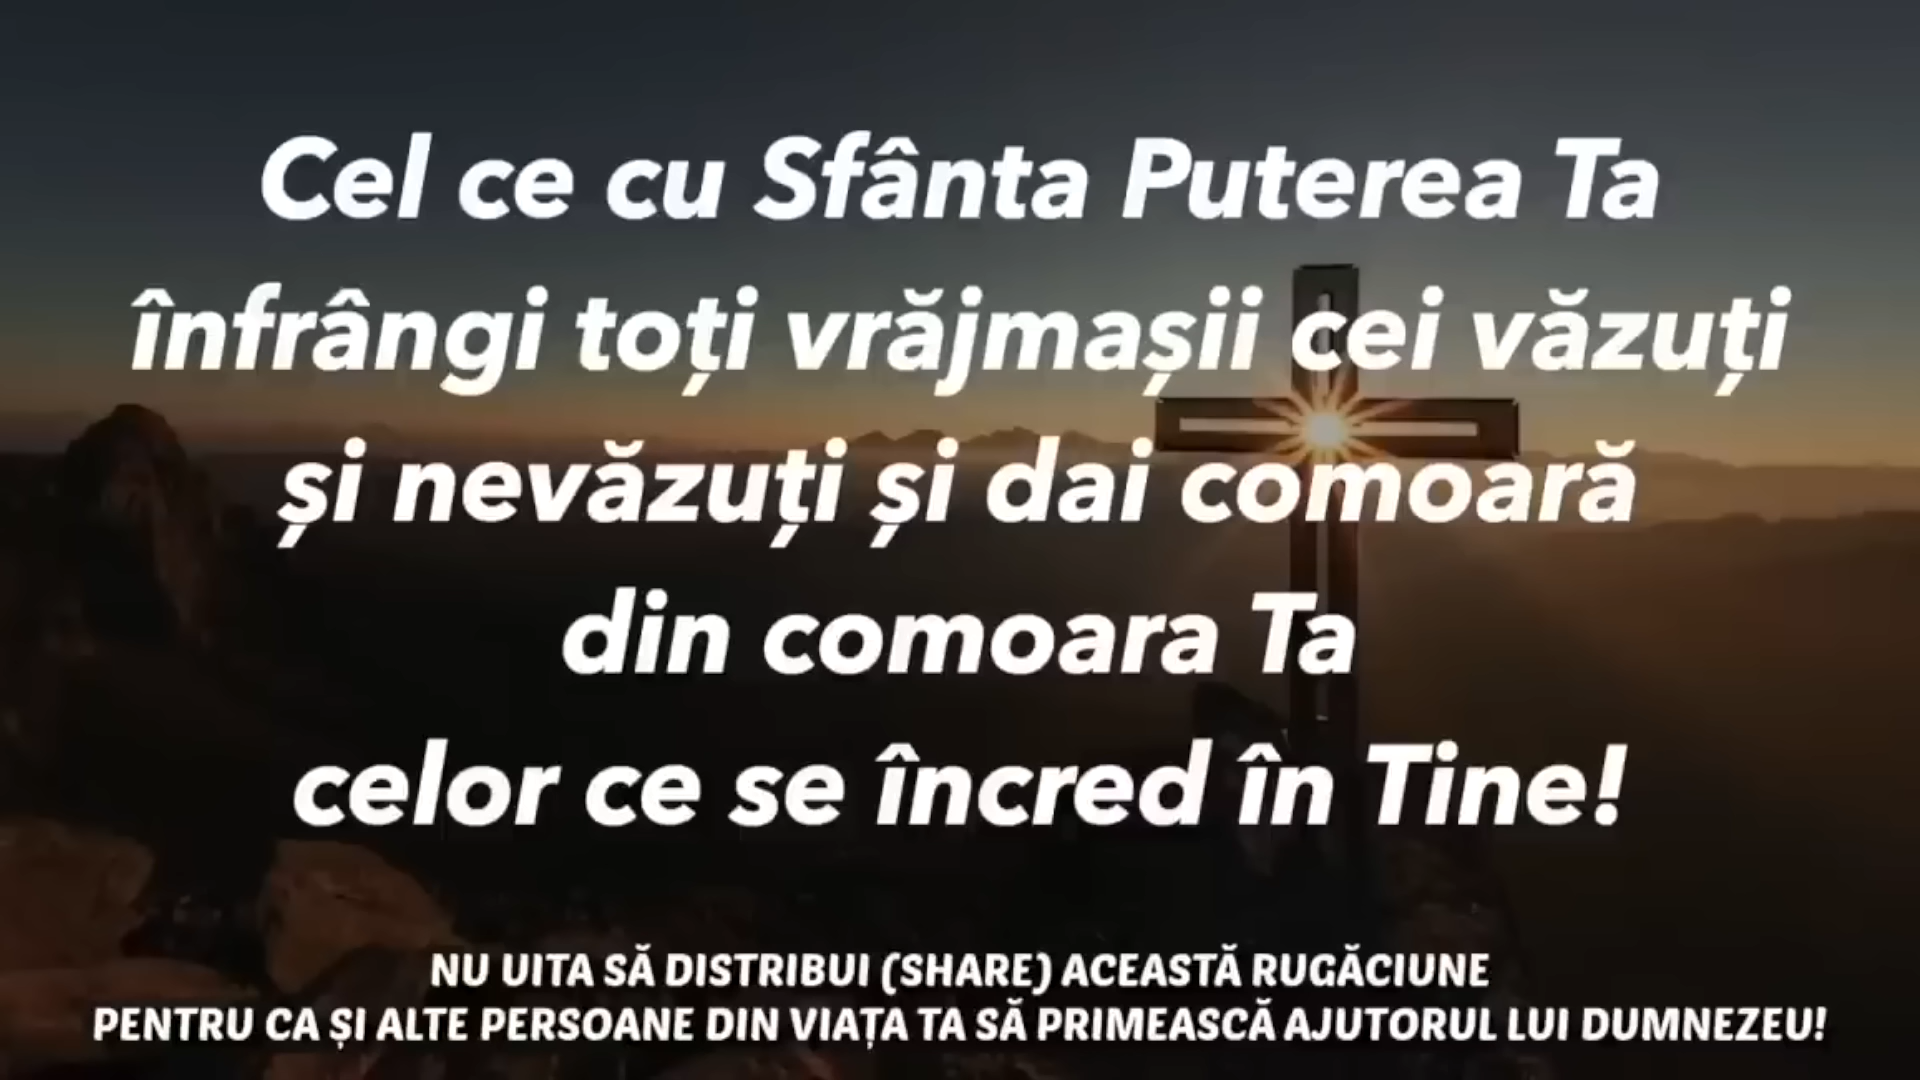 Cel ce cu Sfânta Puterea Ta
înfrângi toți vrăjmașii cei văzuți
și nevăzuți și dai comoară
din comoara Ta
celor ce se încred în Tine!
NU UITA SĂ DISTRIBUI (SHARE) ACEASTĂ RUGĂCIUNE
PENTRU CA ȘI ALTE PERSOANE DIN VIAȚA TA SĂ PRIMEASCĂ AJUTORUL LUI DUMNEZEU!